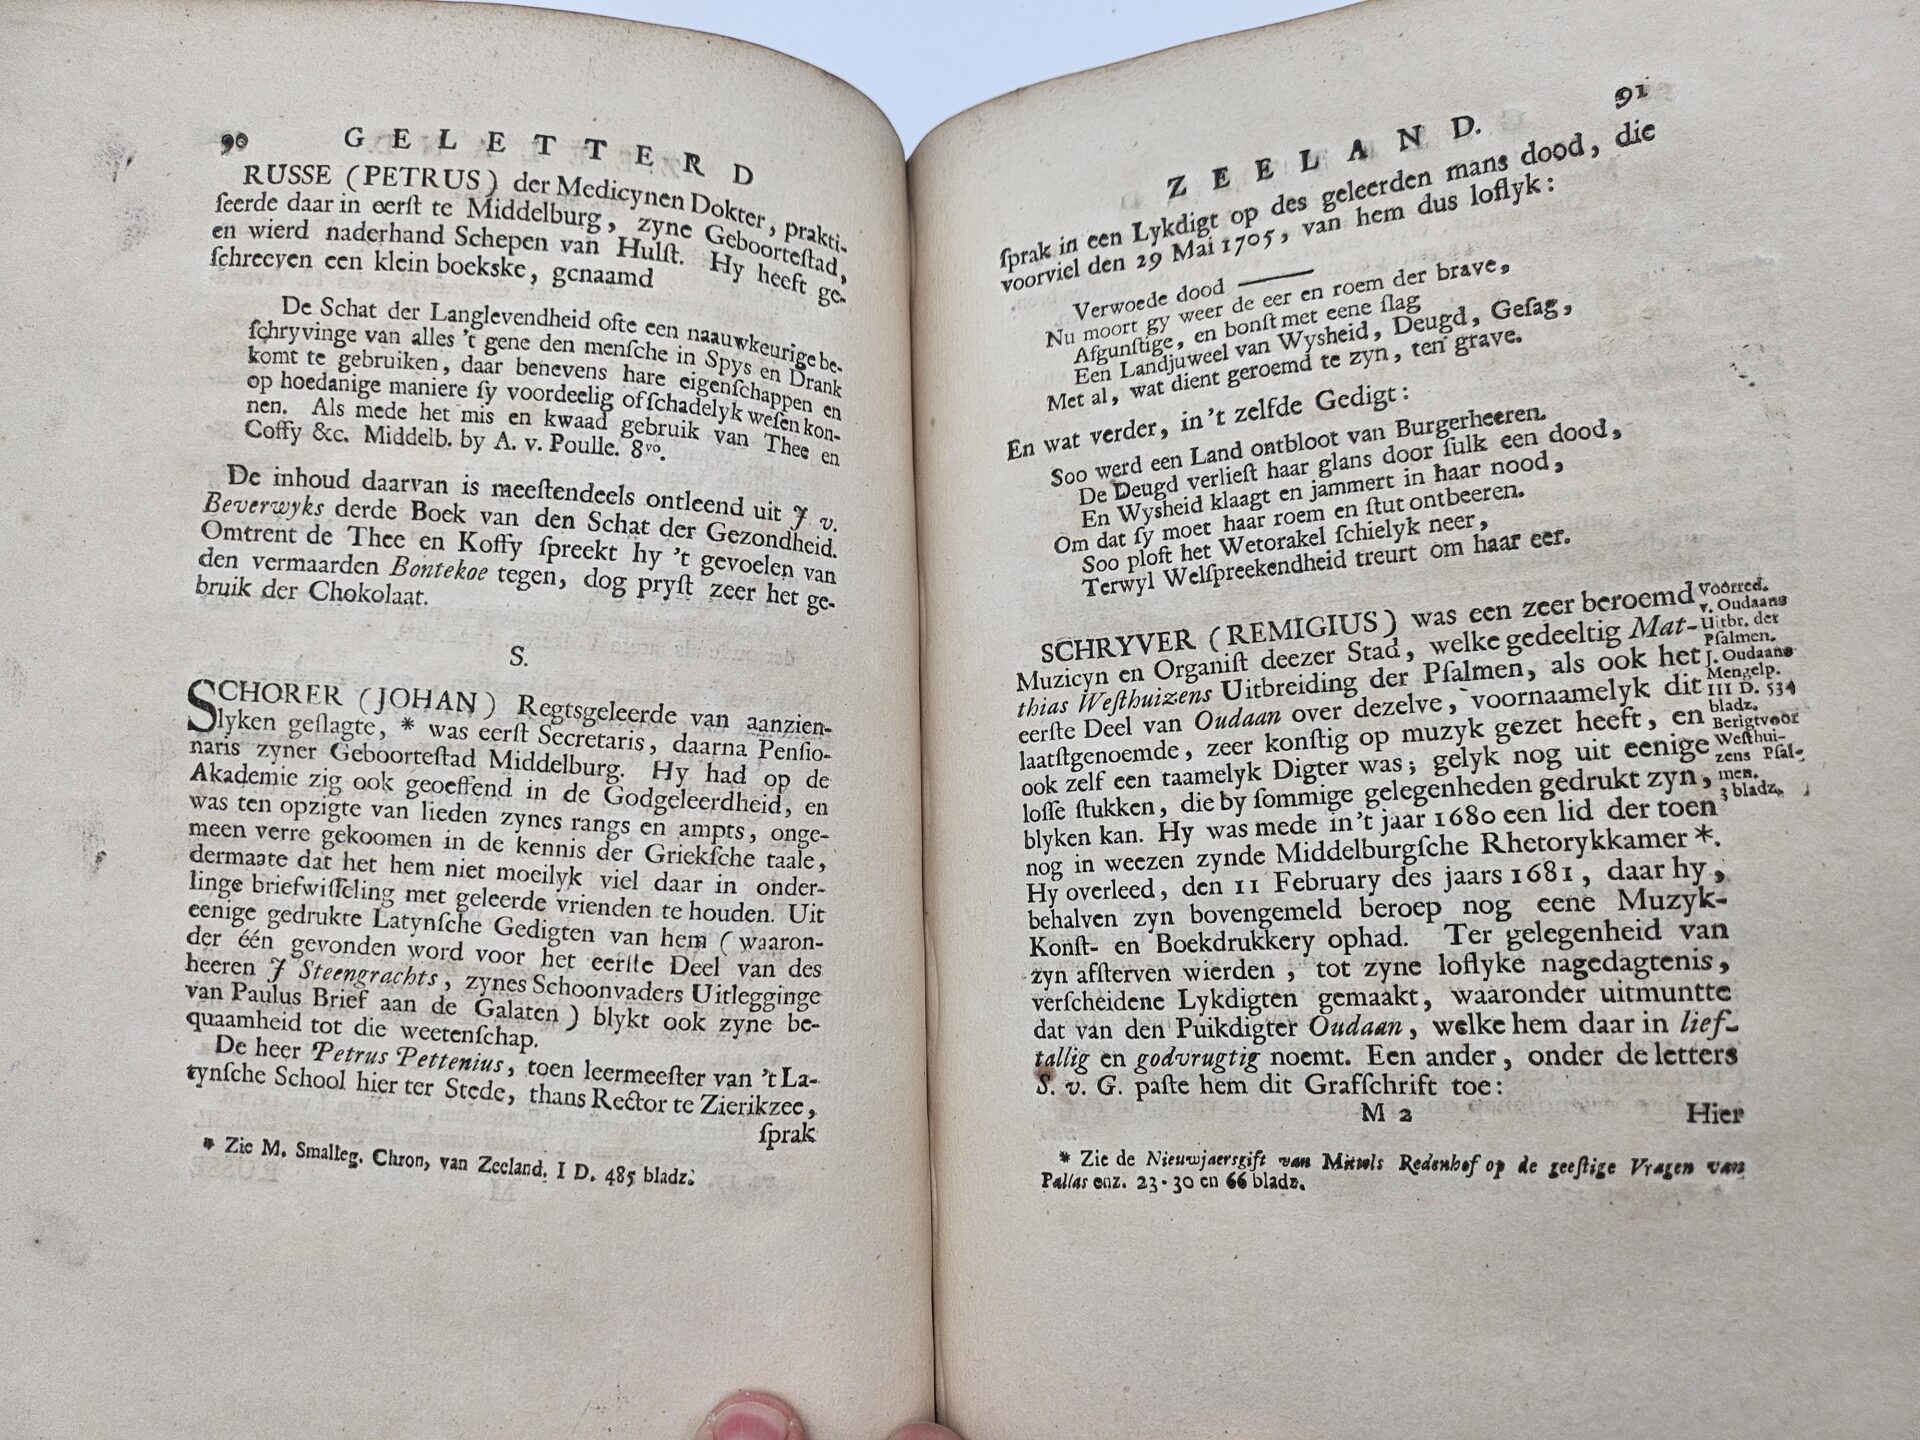 90 GELETTERD
RUSSE (PETRUS) der Medicynen Dokter, prakti-
ſeerde daar in eerſt te Middelburg, zyne Geboorteſtad,
en wierd naderhand Schepen van Hulſt. Hy heeft ge-
ſchreeven een klein boekske, genaamd
De Schat der Langlevendheid ofte een naauwkeurige be-
ſchryvinge van alles 't gene den menſche in Spys en Drank
komt te gebruiken, daar benevens hare eigenſchappen en
op hoedanige maniere ſy voordeelig of ſchadelyk weſen kon-
nen. Als mede het mis en kwaad gebruik van Thee en
Coffy &c. Middelb. by A. v. Poulle. 8vo.
De inhoud daarvan is meeſtendeels ontleend uit J v.
Beverwyks derde Boek van den Schat der Gezondheid.
Omtrent de Thee en Koffy ſpreekt hy 't gevoelen van
den vermaarden Bontekoe tegen, dog pryſt zeer het ge-
bruik der Chokolaat.
S.
SCHORER (JOHAN) Regtsgeleerde van aanzien-
lyken geſlagte, * was eerſt Secretaris, daarna Penſio-
naris zyner Geboorteſtad Middelburg. Hy had op de
Akademie zig ook geoeffend in de Godgeleerdheid, en
was ten opzigte van lieden zynes rangs en ampts, onge-
meen verre gekoomen in de kennis der Griekſche taale,
dermaate dat het hem niet moeilyk viel daar in onder-
linge briefwiſſeling met geleerde vrienden te houden. Uit
eenige gedrukte Latynſche Gedigten van hem (waaron-
der één gevonden word voor het eerſte Deel van des
heeren J Steengrachts, zynes Schoonvaders Uitlegginge
van Paulus Brief aan de Galaten) blykt ook zyne be-
quaamheid tot die weetenſchap.
De heer Petrus Pettenius, toen leermeeſter van 't La-
tynſche School hier ter Stede, thans Rector te Zierikzee,
ſprak
* Zie M. Smalleg. Chron, van Zeeland. I D. 485 bladz.
ZEELAND. 91
ſprak in een Lykdigt op des geleerden mans dood, die
voorviel den 29 Mai 1705, van hem dus loflyk:
Verwoede dood ———
Nu moort gy weer de eer en roem der brave,
Afgunſtige, en bonſt met eene ſlag
Een Landjuweel van Wysheid, Deugd, Geſag,
Met al, wat dient geroemd te zyn, ten grave.
En wat verder, in 't zelfde Gedigt:
Soo werd een Land ontbloot van Burgerheeren.
De Deugd verlieſt haar glans door ſulk een dood,
En Wysheid klaagt en jammert in haar nood,
Om dat ſy moet haar roem en ſtut ontbeeren.
Soo ploft het Wetorakel ſchielyk neer,
Terwyl Welſpreekendheid treurt om haar eer.
SCHRYVER (REMIGIUS) was een zeer beroemd
Muzicyn en Organiſt deezer Stad, welke gedeeltig Mat-
thias Weſthuizens Uitbreiding der Pſalmen, als ook het
eerſte Deel van Oudaan over dezelve, voornaamelyk dit
laatſtgenoemde, zeer konſtig op muzyk gezet heeft, en
ook zelf een taamelyk Digter was; gelyk nog uit eenige
loſſe ſtukken, die by ſommige gelegenheden gedrukt zyn,
blyken kan. Hy was mede in 't jaar 1680 een lid der toen
nog in weezen zynde Middelburgſche Rhetorykkamer *.
Hy overleed, den 11 February des jaars 1681, daar hy,
behalven zyn bovengemeld beroep nog eene Muzyk-
Konſt- en Boekdrukkery ophad. Ter gelegenheid van
zyn afſterven wierden, tot zyne loflyke nagedagtenis,
verſcheidene Lykdigten gemaakt, waaronder uitmuntte
dat van den Puikdigter Oudaan, welke hem daar in lief-
tallig en godvrugtig noemt. Een ander, onder de letters
S. v. G. paſte hem dit Grafſchrift toe:
M 2 Hier
Voorred.
v. Oudaans
Uitbr. der
Pſalmen.
J. Oudaans
Mengelp.
III D. 534
bladz.
Berigtvoor
Weſthui-
zens Pſal-
men.
3 bladz.
* Zie de Nieuwjaersgift van Mittels Redenhof op de geeſtige Vragen van
Pallas enz. 23-30 en 66 bladz.